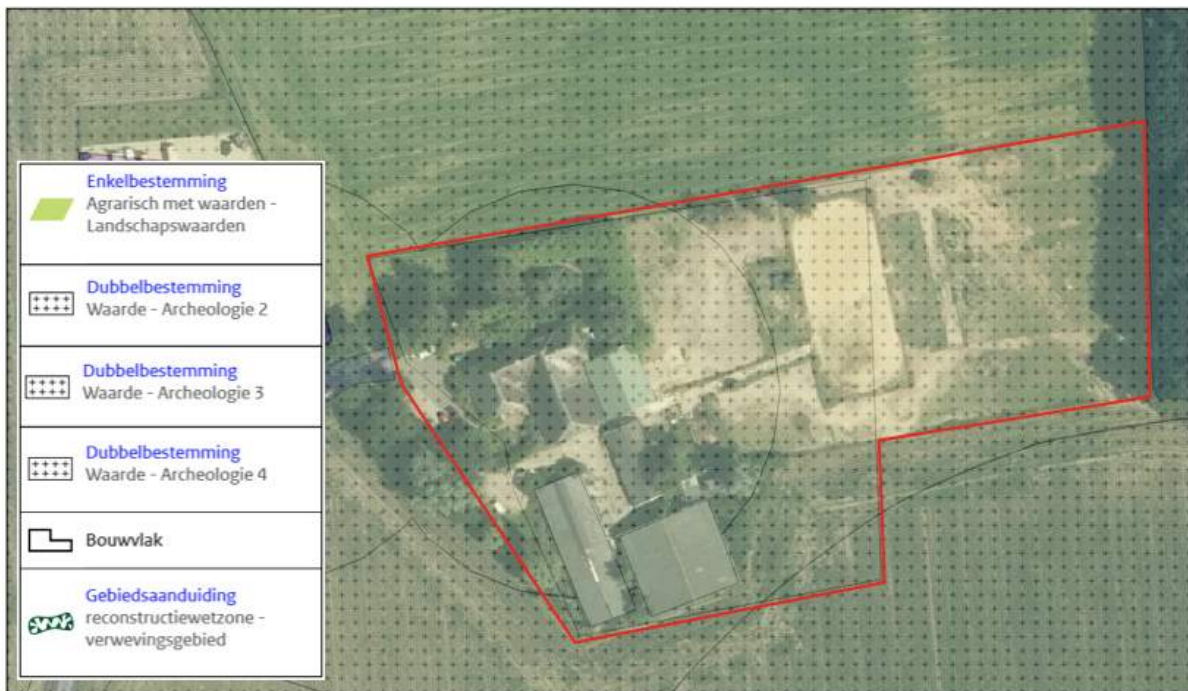 Enkelbestemming
Agrarisch met waarden -
Landschapswaarden
Dubbelbestemming
Waarde - Archeologie 2
Dubbelbestemming
Waarde - Archeologie 3
Dubbelbestemming
Waarde - Archeologie 4
Bouwvlak
Gebiedsaanduiding
reconstructiewetzone -
verwevingsgebied